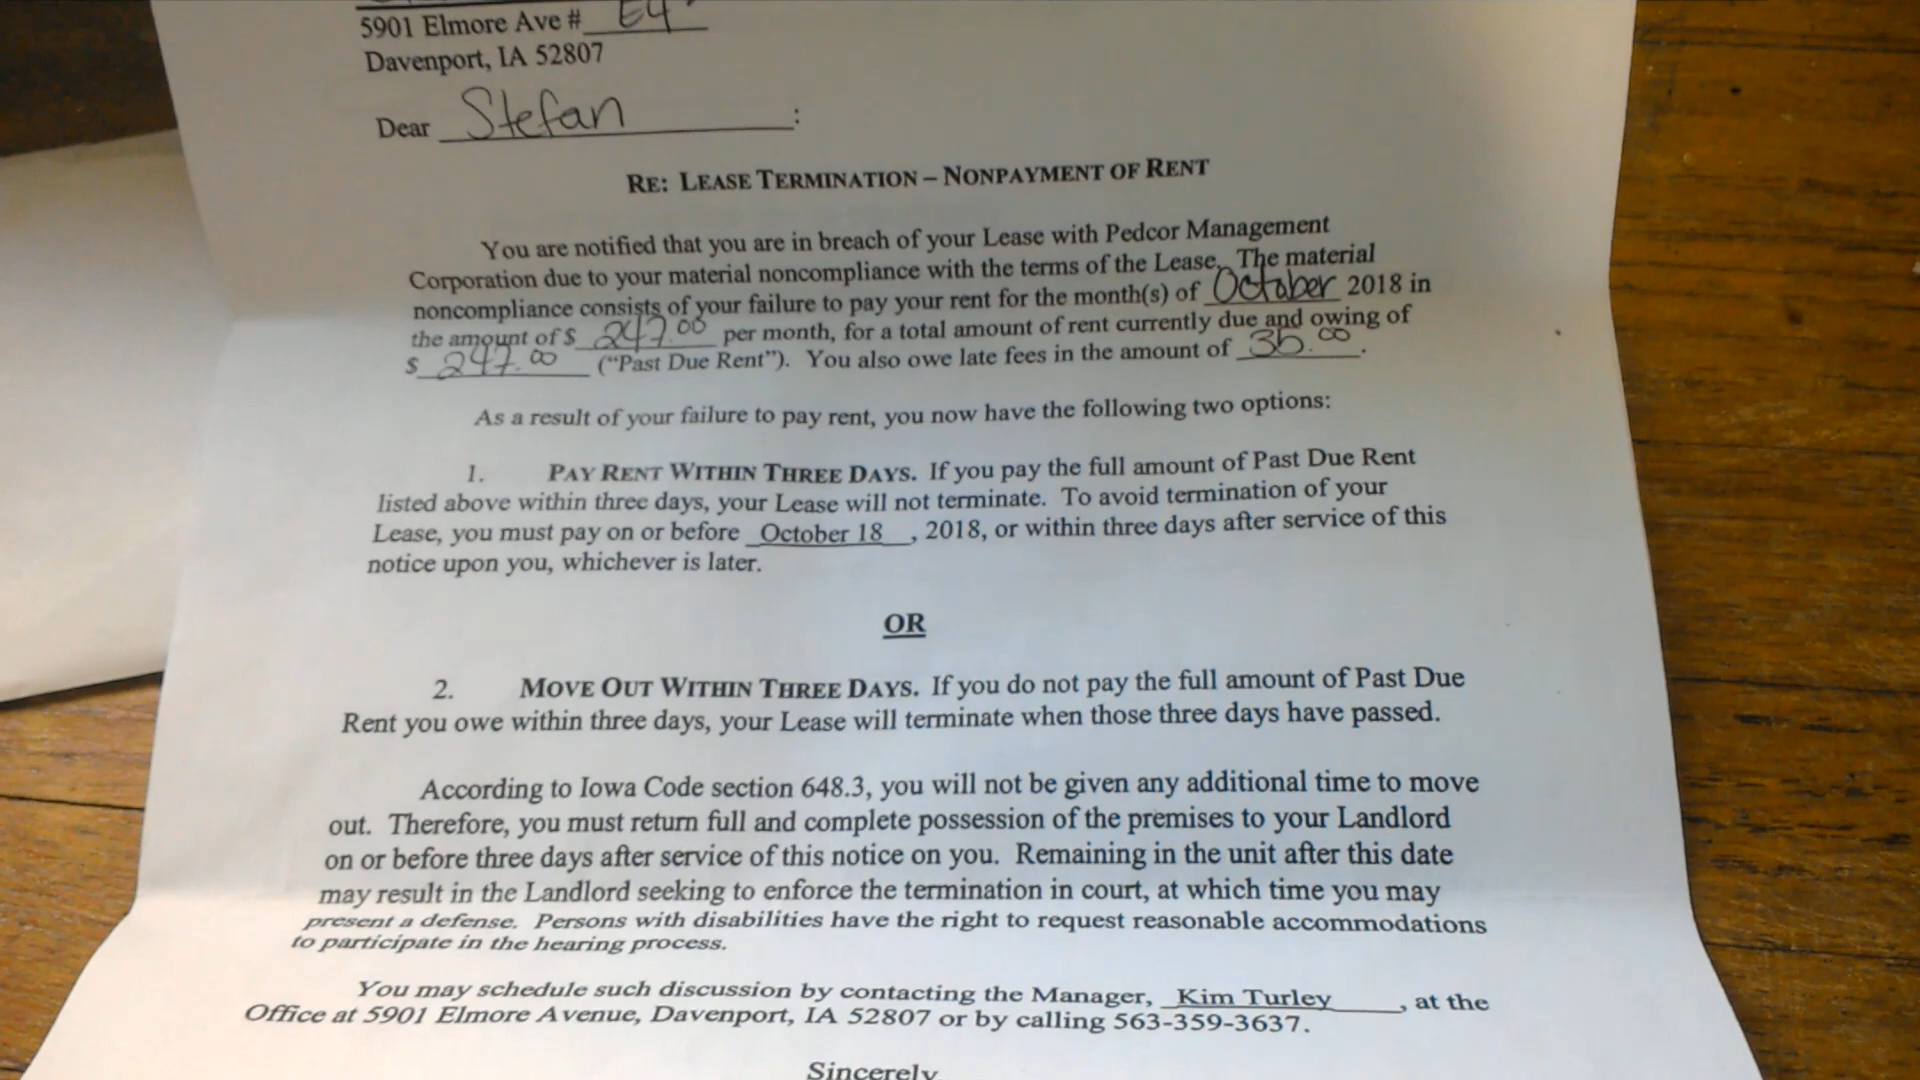 5901 Elmore Ave # E4
Davenport, IA 52807
Dear Stefan :
RE: LEASE TERMINATION – NONPAYMENT OF RENT
You are notified that you are in breach of your Lease with Pedcor Management
Corporation due to your material noncompliance with the terms of the Lease. The material
noncompliance consists of your failure to pay your rent for the month(s) of October 2018 in
the amount of $ 247.00 per month, for a total amount of rent currently due and owing of
$ 247.00 ("Past Due Rent"). You also owe late fees in the amount of .
As a result of your failure to pay rent, you now have the following two options:
1. PAY RENT WITHIN THREE DAYS. If you pay the full amount of Past Due Rent
listed above within three days, your Lease will not terminate. To avoid termination of your
Lease, you must pay on or before October 18 , 2018, or within three days after service of this
notice upon you, whichever is later.
OR
2. MOVE OUT WITHIN THREE DAYS. If you do not pay the full amount of Past Due
Rent you owe within three days, your Lease will terminate when those three days have passed.
According to Iowa Code section 648.3, you will not be given any additional time to move
out. Therefore, you must return full and complete possession of the premises to your Landlord
on or before three days after service of this notice on you. Remaining in the unit after this date
may result in the Landlord seeking to enforce the termination in court, at which time you may
present a defense. Persons with disabilities have the right to request reasonable accommodations
to participate in the hearing process.
You may schedule such discussion by contacting the Manager, Kim Turley , at the
Office at 5901 Elmore Avenue, Davenport, IA 52807 or by calling 563-359-3637.
Sincerely